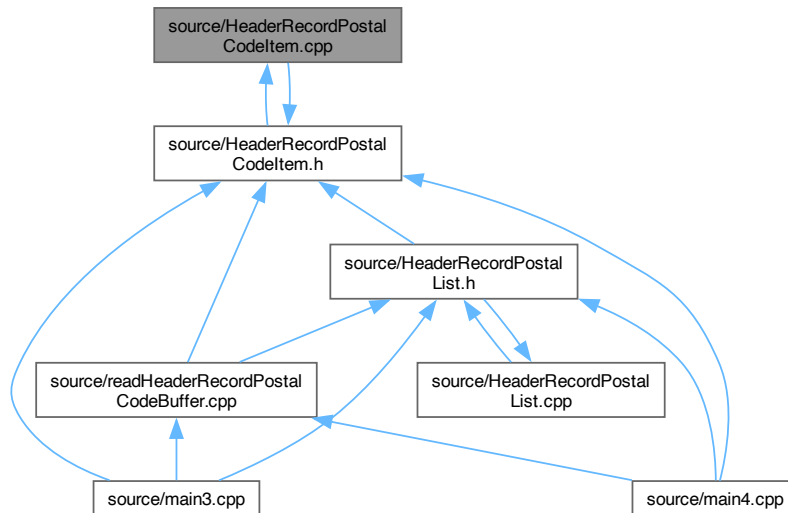 source/HeaderRecordPostal
CodeItem.cpp
source/HeaderRecordPostal
CodeItem.h
source/HeaderRecordPostal
List.h
source/readHeaderRecordPostal
CodeBuffer.cpp
source/HeaderRecordPostal
List.cpp
source/main3.cpp
source/main4.cpp